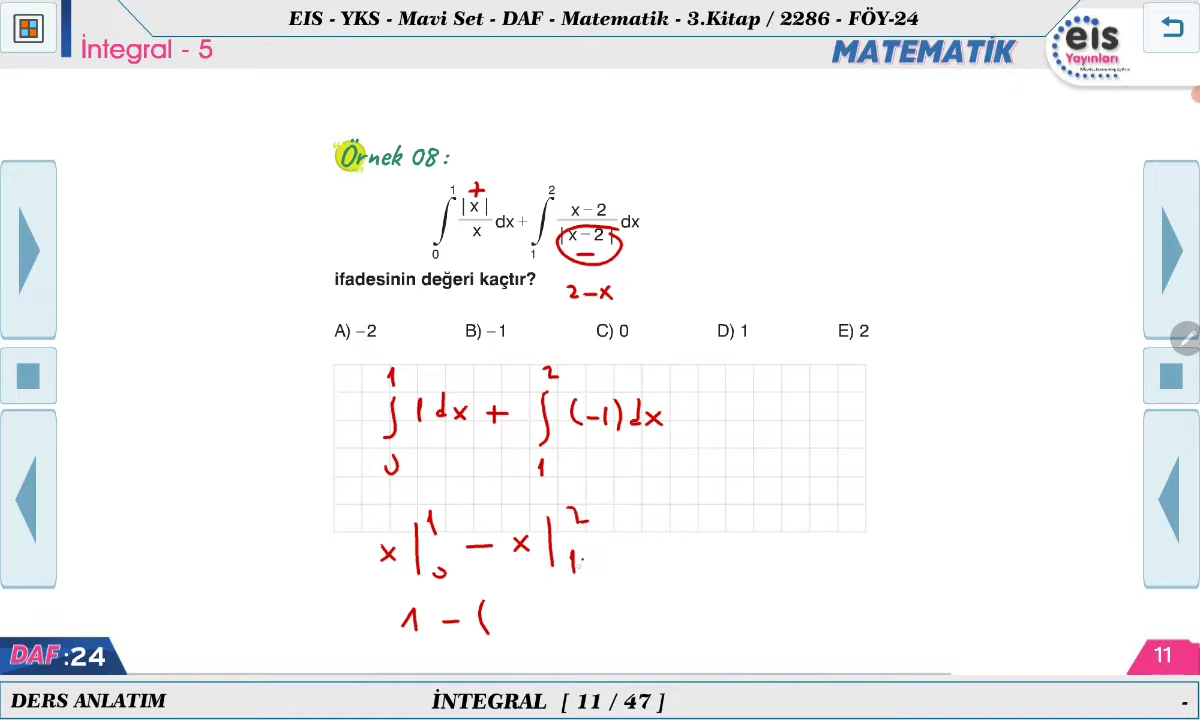 EIS - YKS - Mavi Set - DAF - Matematik - 3.Kitap / 2286 - FÖY-24
İntegral - 5
MATEMATİK
eis
Yayınları
Örnek 08 :
∫₀¹ |x|/x dx + ∫₁² (x – 2)/|x – 2| dx
+
–
ifadesinin değeri kaçtır?
2 – x
A) –2 B) –1 C) 0 D) 1 E) 2
∫₀¹ 1 dx + ∫₁² (-1) dx
x |₀¹ – x |₁²
1 – (
DAF :24
11
DERS ANLATIM
İNTEGRAL [ 11 / 47 ]
-